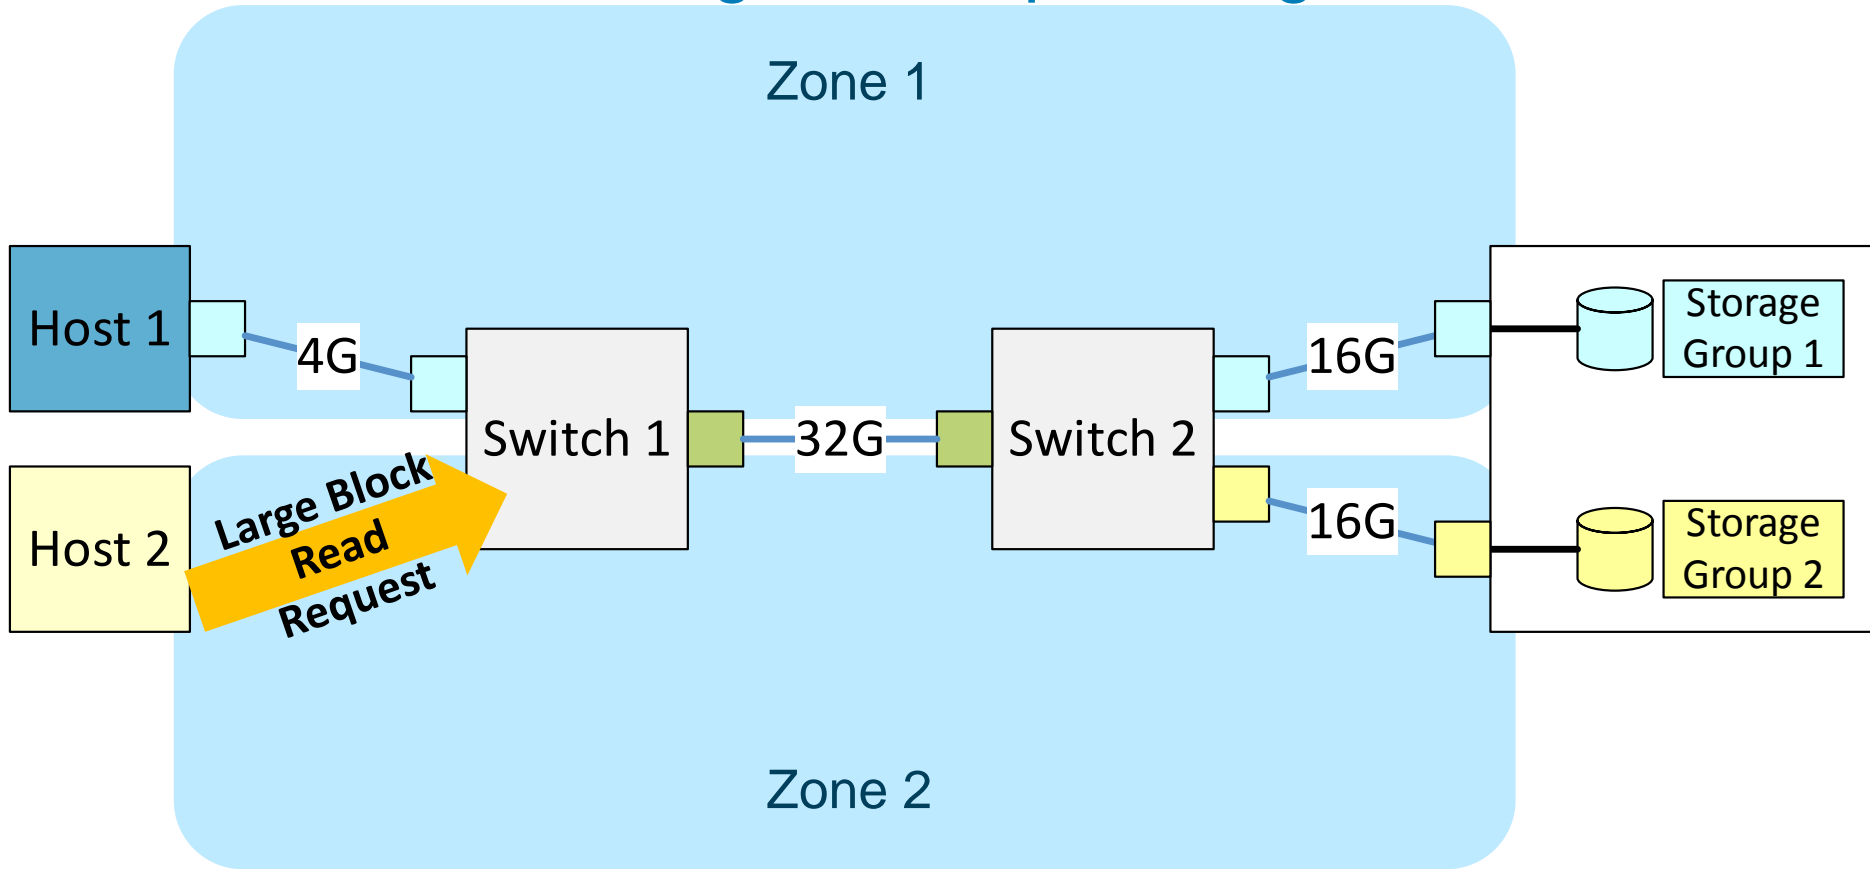 Zone 1
Host 1
4G
Switch 1
32G
Switch 2
16G
Storage
Group 1
Host 2
Large Block
Read
Request
16G
Storage
Group 2
Zone 2